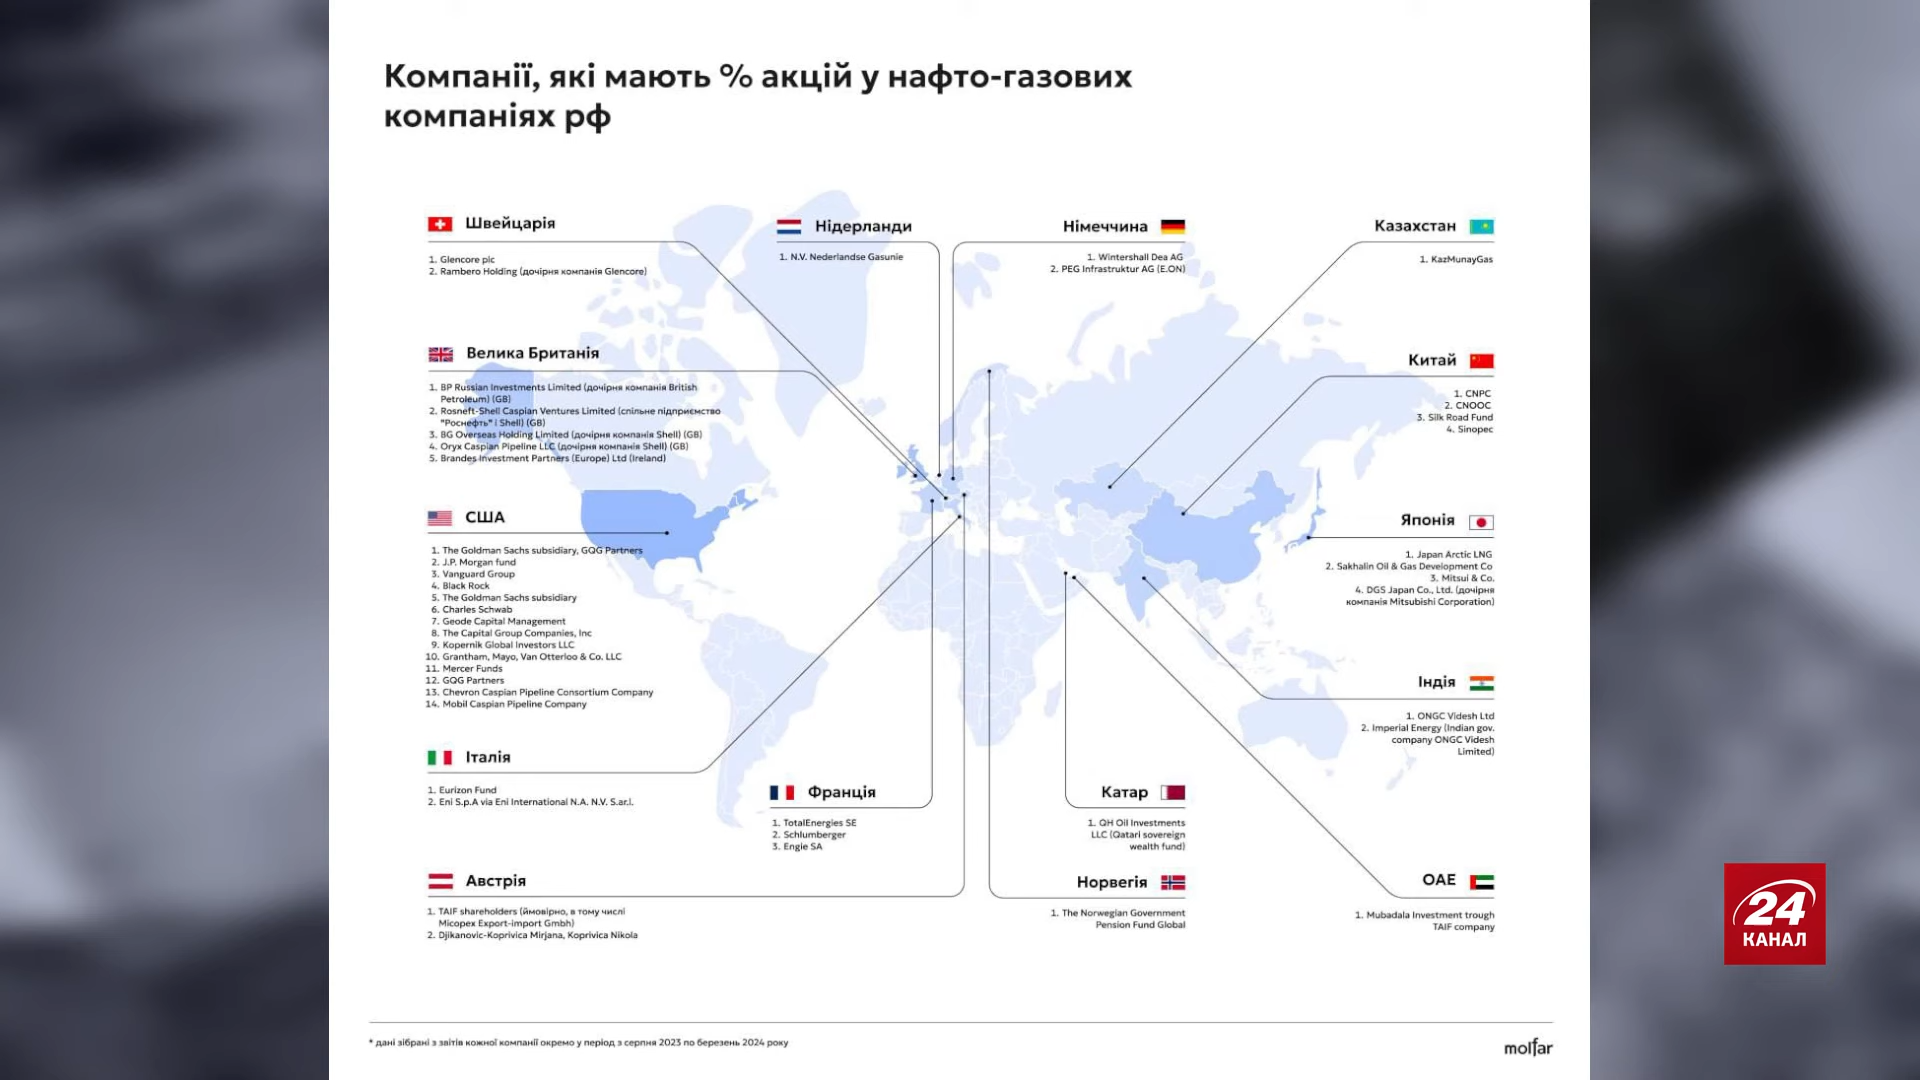 Компанії, які мають % акцій у нафто-газових
компаніях рф
Швейцарія
1. Glencore plc
2. Rambero Holding (дочірня компанія Glencore)
Нідерланди
1. N.V. Nederlandse Gasunie
Німеччина
1. Wintershall Dea AG
2. PEG Infrastruktur AG (E.ON)
Казахстан
1. KazMunayGas
Велика Британія
1. BP Russian Investments Limited (дочірня компанія British
Petroleum) (GB)
2. Rosneft-Shell Caspian Ventures Limited (спільне підприємство
"Роснефть" і Shell) (GB)
3. BG Overseas Holding Limited (дочірня компанія Shell) (GB)
4. Oryx Caspian Pipeline LLC (дочірня компанія Shell) (GB)
5. Brandes Investment Partners (Europe) Ltd (Ireland)
Китай
1. CNPC
2. CNOOC
3. Silk Road Fund
4. Sinopec
США
1. The Goldman Sachs subsidiary, GQG Partners
2. J.P. Morgan fund
3. Vanguard Group
4. Black Rock
5. The Goldman Sachs subsidiary
6. Charles Schwab
7. Geode Capital Management
8. The Capital Group Companies, Inc
9. Kopernik Global Investors LLC
10. Grantham, Mayo, Van Otterloo & Co. LLC
11. Mercer Funds
12. GQG Partners
13. Chevron Caspian Pipeline Consortium Company
14. Mobil Caspian Pipeline Company
Японія
1. Japan Arctic LNG
2. Sakhalin Oil & Gas Development Co
3. Mitsui & Co.
4. DGS Japan Co., Ltd. (дочірня
компанія Mitsubishi Corporation)
Індія
1. ONGC Videsh Ltd
2. Imperial Energy (Indian gov.
company ONGC Videsh
Limited)
Італія
1. Eurizon Fund
2. Eni S.p.A via Eni International N.A. N.V. S.ar.l.
Франція
1. TotalEnergies SE
2. Schlumberger
3. Engie SA
Катар
1. QH Oil Investments
LLC (Qatari sovereign
wealth fund)
Австрія
1. TAIF shareholders (ймовірно, в тому числі
Micopex Export-import Gmbh)
2. Djikanovic-Koprivica Mirjana, Koprivica Nikola
Норвегія
1. The Norwegian Government
Pension Fund Global
ОАЕ
1. Mubadala Investment trough
TAIF company
24
КАНАЛ
* дані зібрані з звітів кожної компанії окремо у період з серпня 2023 по березень 2024 року
molfar